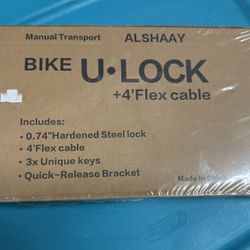 Manual Transport ALSHAAY
BIKE U•LOCK
+4'Flex cable
Includes:
• 0.74"Hardened Steel lock
• 4'Flex cable
• 3x Unique keys
• Quick-Release Bracket
Made in China